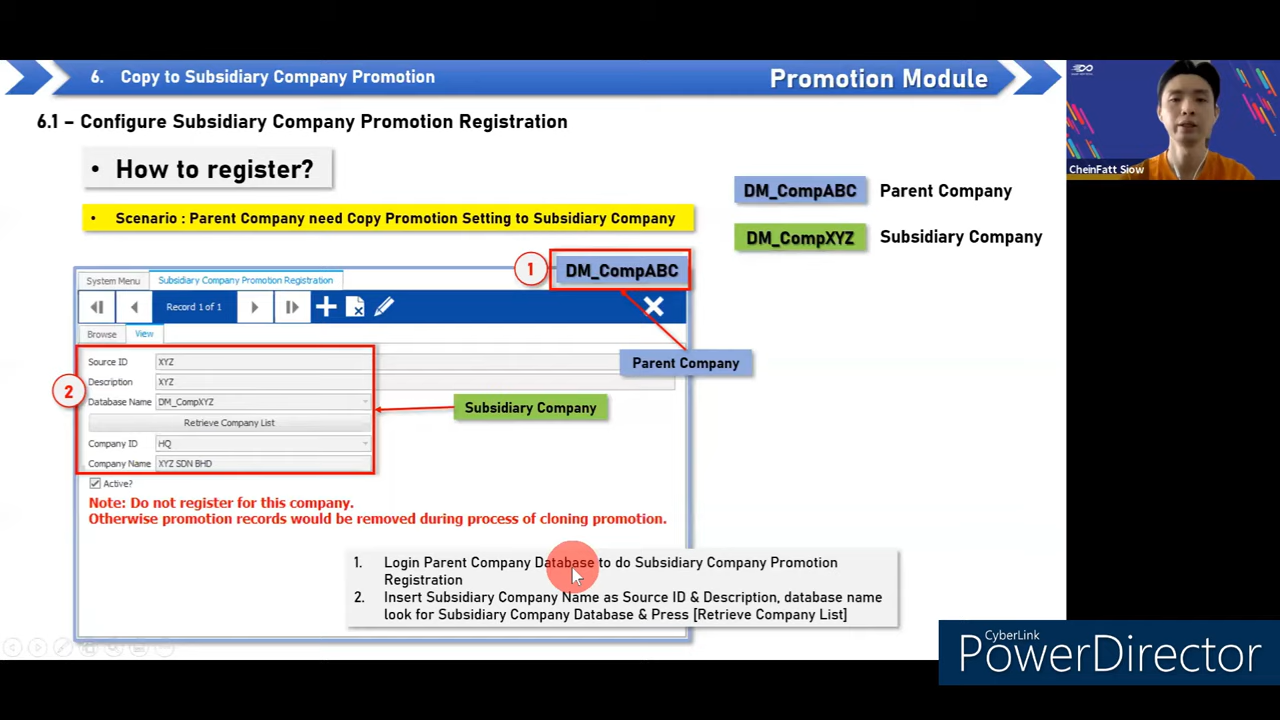 6. Copy to Subsidiary Company Promotion
Promotion Module
6.1 – Configure Subsidiary Company Promotion Registration
• How to register?
• Scenario : Parent Company need Copy Promotion Setting to Subsidiary Company
DM_CompABC Parent Company
DM_CompXYZ Subsidiary Company
CheinFatt Siow
1 DM_CompABC
System Menu Subsidiary Company Promotion Registration
Record 1 of 1
Browse View
Parent Company
2
Source ID XYZ
Description XYZ
Database Name DM_CompXYZ
Subsidiary Company
Retrieve Company List
Company ID HQ
Company Name XYZ SDN BHD
Active?
Note: Do not register for this company.
Otherwise promotion records would be removed during process of cloning promotion.
1. Login Parent Company Database to do Subsidiary Company Promotion
Registration
2. Insert Subsidiary Company Name as Source ID & Description, database name
look for Subsidiary Company Database & Press [Retrieve Company List]
CyberLink
PowerDirector